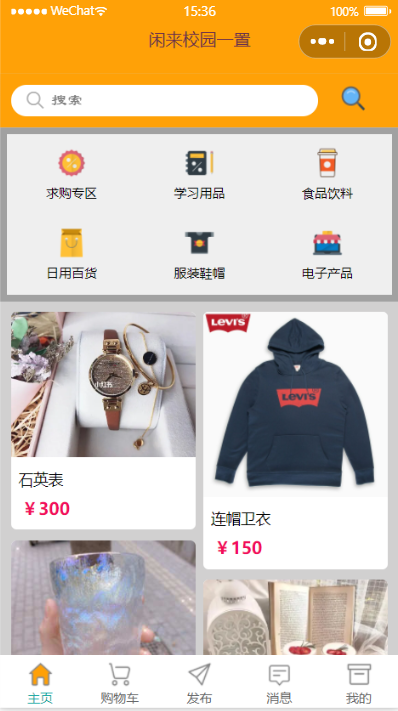 WeChat 15:36 100%
闲来校园一置
搜索
求购专区 学习用品 食品饮料
日用百货 服装鞋帽 电子产品
LEVI'S
小红书
Levi's
石英表
¥300
连帽卫衣
¥150
主页 购物车 发布 消息 我的